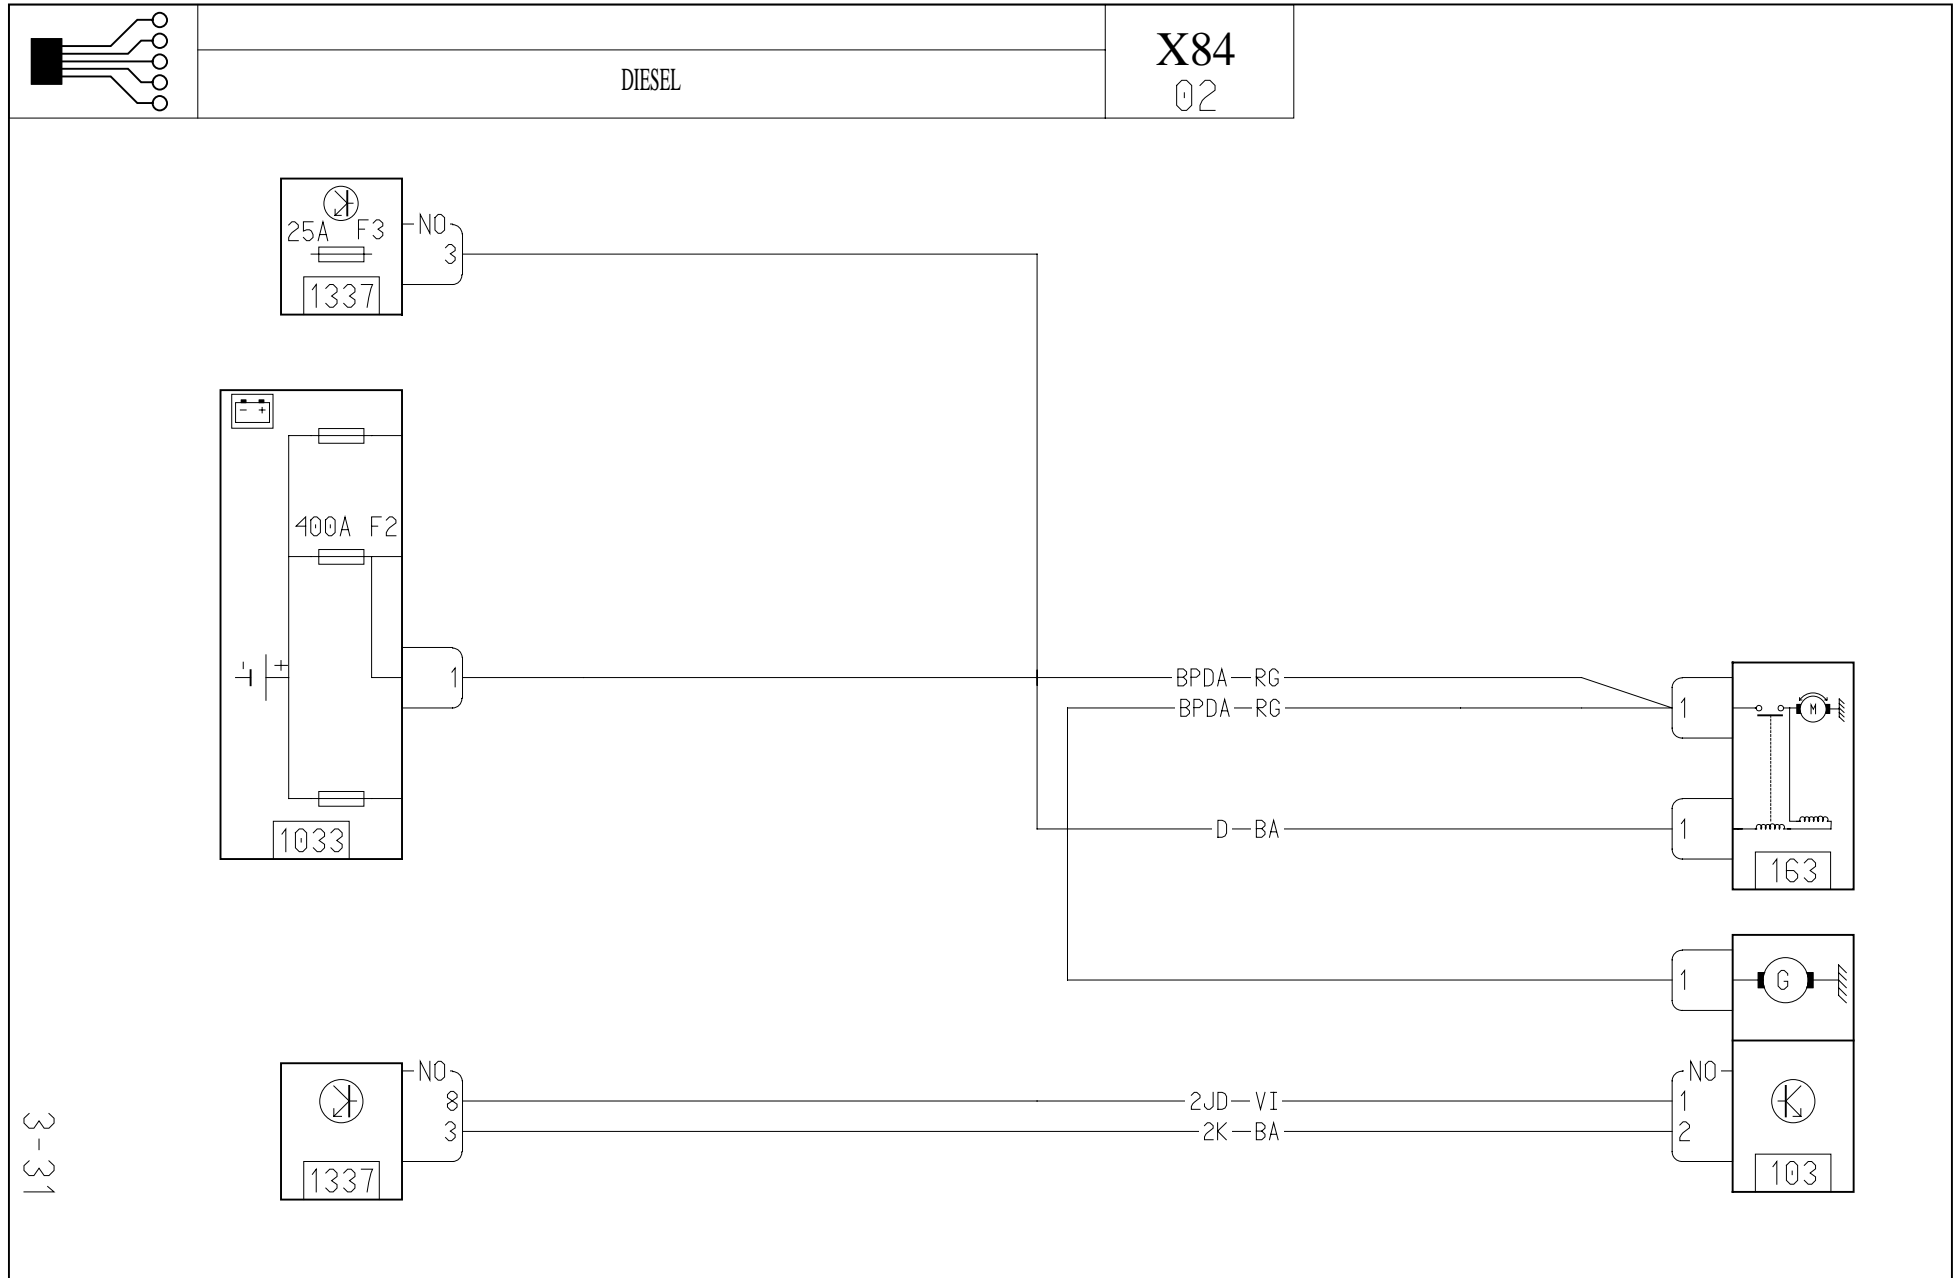 DIESEL
X84
02
25A F3
NO
3
1337
- +
400A F2
- +
1
1033
BPDA RG
BPDA RG
1
M
D BA
1
163
1
G
NO
8
3
2JD VI
2K BA
NO
1
2
1337
103
3-31